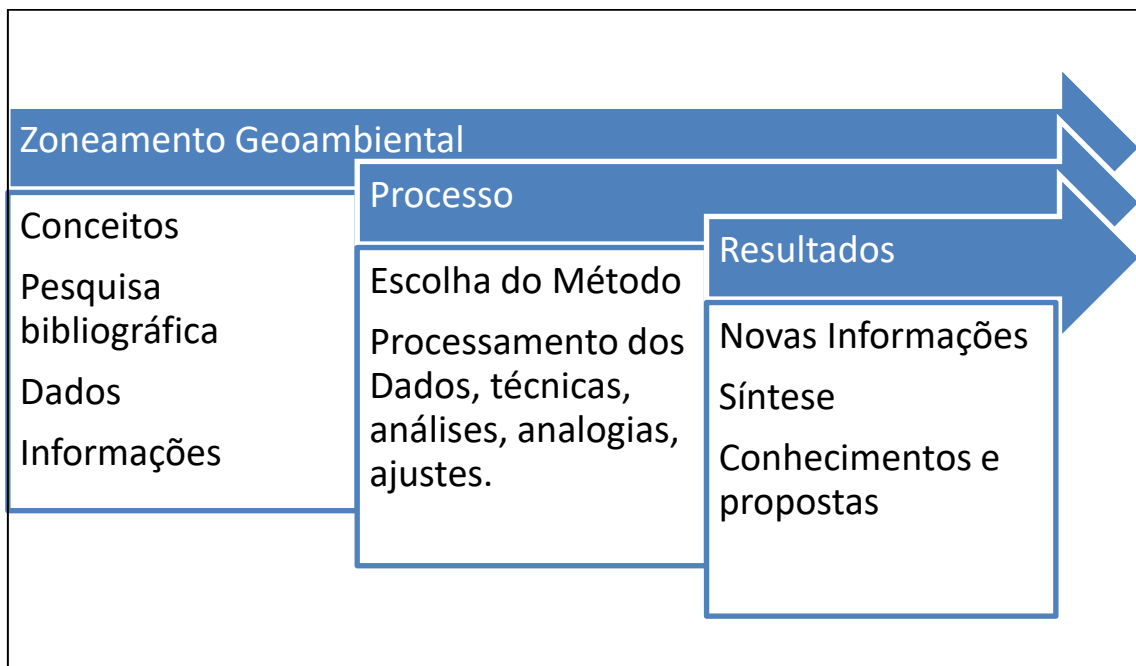 Zoneamento Geoambiental
Conceitos
Pesquisa
bibliográfica
Dados
Informações
Processo
Escolha do Método
Processamento dos
Dados, técnicas,
análises, analogias,
ajustes.
Resultados
Novas Informações
Síntese
Conhecimentos e
propostas